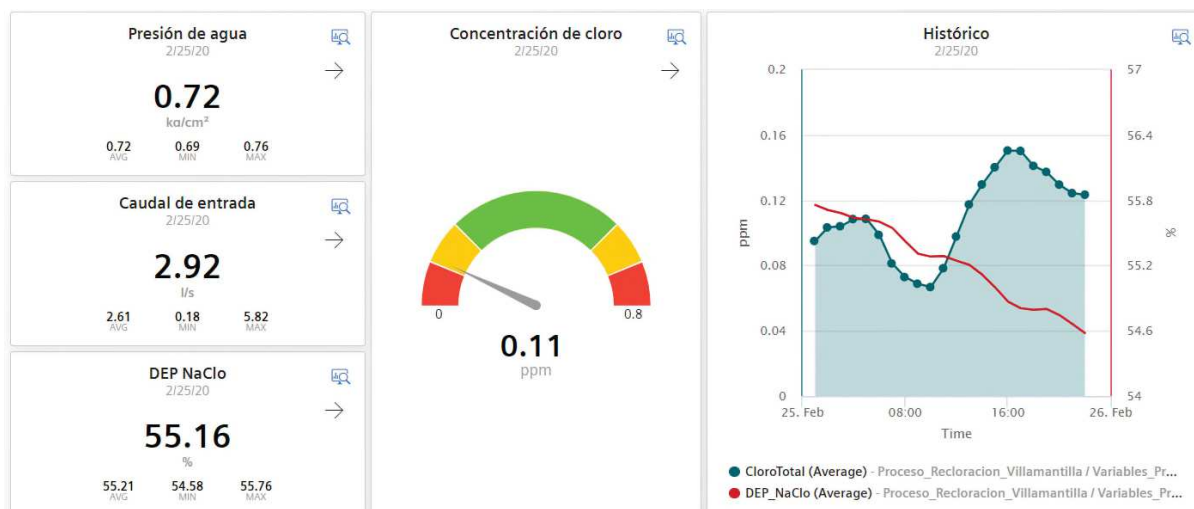 Presión de agua
2/25/20
0.72
ka/cm²
0.72 0.69 0.76
AVG MIN MAX
Caudal de entrada
2/25/20
2.92
l/s
2.61 0.18 5.82
AVG MIN MAX
DEP NaClo
2/25/20
55.16
%
55.21 54.58 55.76
AVG MIN MAX
Concentración de cloro
2/25/20
0 0.8
0.11
ppm
Histórico
2/25/20
0.2 57
0.16 56.4
0.12 55.8
ppm %
0.08 55.2
0.04 54.6
0 54
25. Feb 08:00 16:00 26. Feb
Time
CloroTotal (Average) - Proceso_Recloracion_Villamantilla / Variables_Pr...
DEP_NaClo (Average) - Proceso_Recloracion_Villamantilla / Variables_Pr...